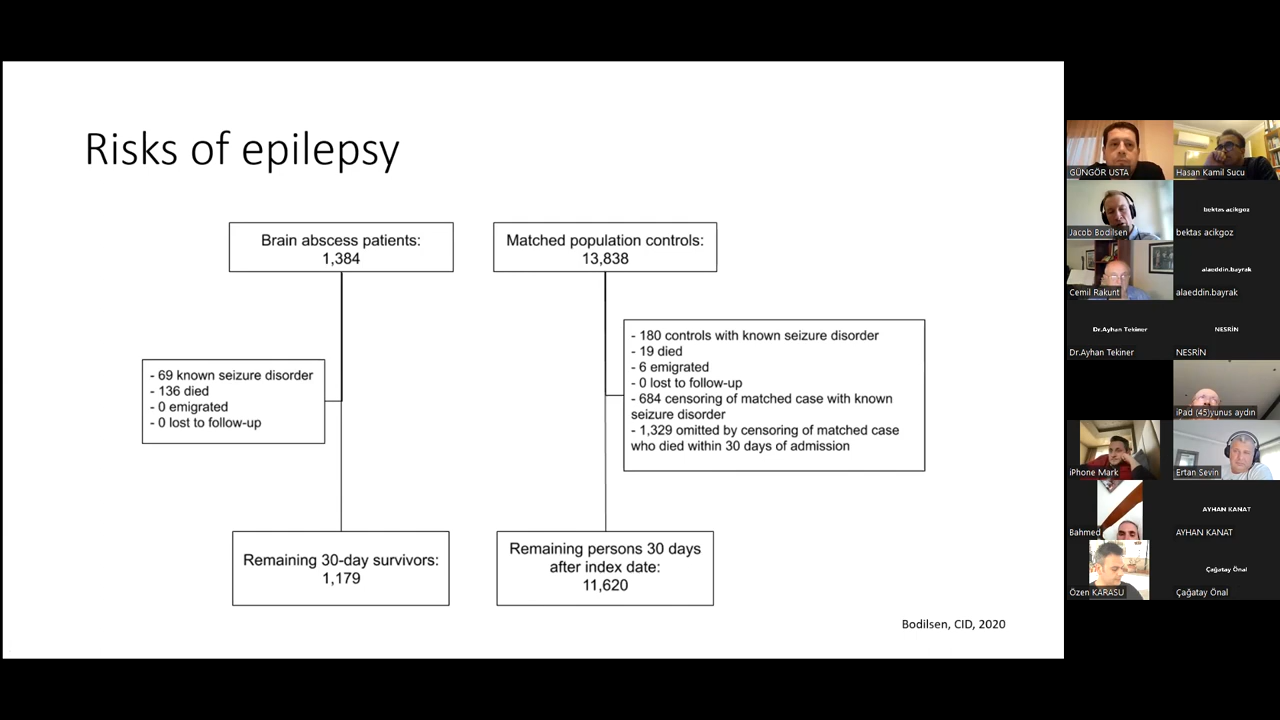 Risks of epilepsy
Brain abscess patients:
1,384
Matched population controls:
13,838
- 69 known seizure disorder
- 136 died
- 0 emigrated
- 0 lost to follow-up
- 180 controls with known seizure disorder
- 19 died
- 6 emigrated
- 0 lost to follow-up
- 684 censoring of matched case with known
seizure disorder
- 1,329 omitted by censoring of matched case
who died within 30 days of admission
Remaining 30-day survivors:
1,179
Remaining persons 30 days
after index date:
11,620
Bodilsen, CID, 2020
GÜNGÖR USTA
Hasan Kamil Sucu
Jacob Bodilsen
bektas acikgoz
bektas acikgoz
Cemil Rakunt
alaeddin.bayrak
alaeddin.bayrak
Dr.Ayhan Tekiner
Dr.Ayhan Tekiner
NESRİN
NESRİN
iPad (45)yunus aydın
iPhone Mark
Ertan Sevin
Bahmed
AYHAN KANAT
AYHAN KANAT
Özen KARASU
Çağatay Önal
Çağatay Önal